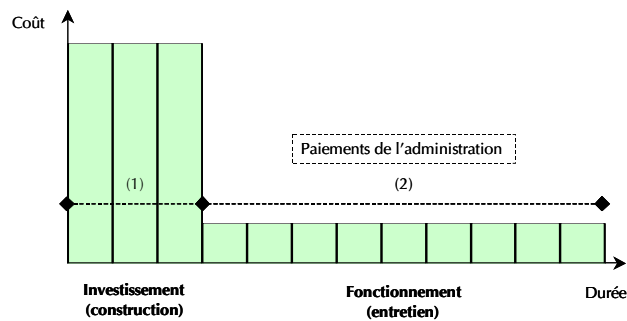 Coût
Paiements de l’administration
(1)
(2)
Investissement
(construction)
Fonctionnement
(entretien)
Durée